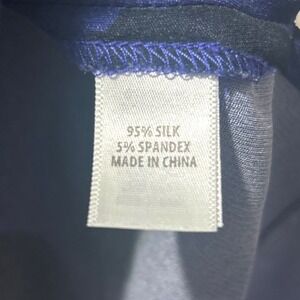 95% SILK
5% SPANDEX
MADE IN CHINA